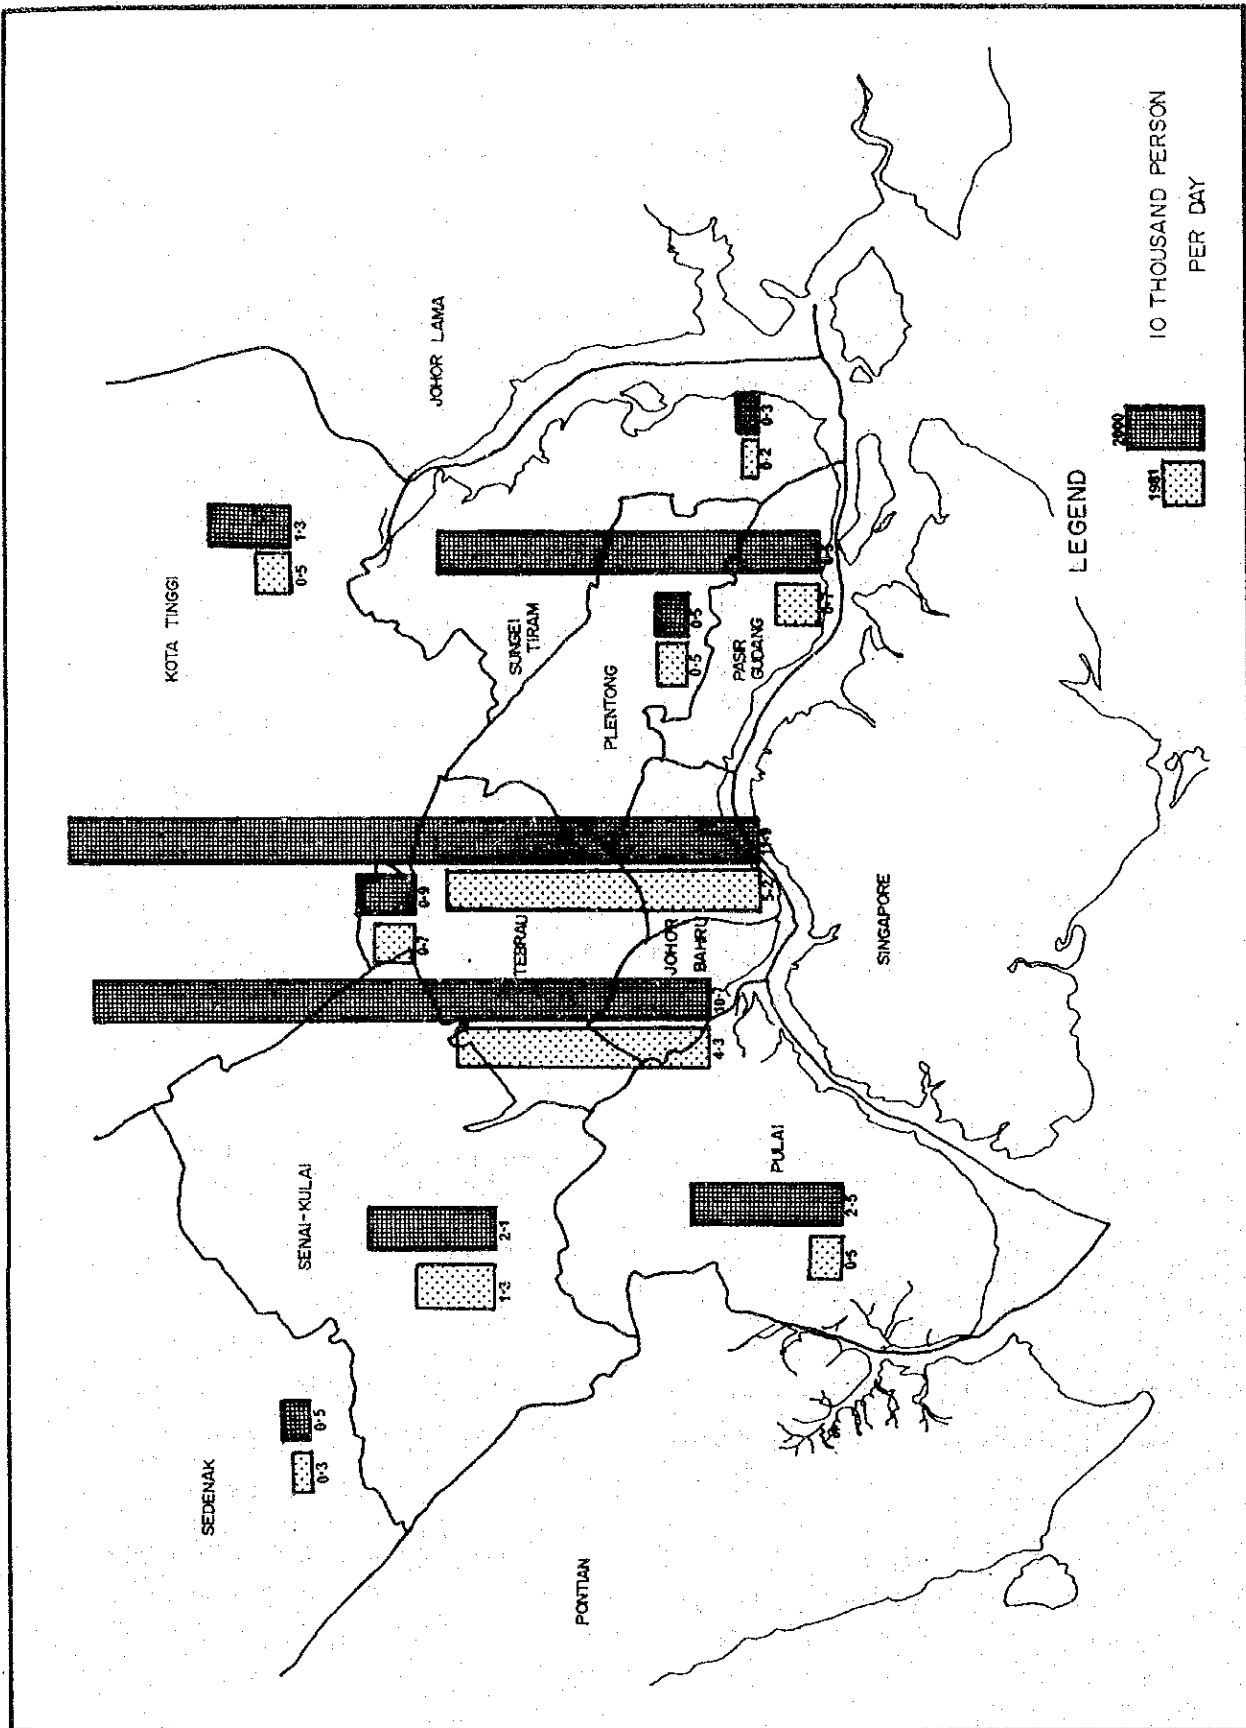 KOTA TINGGI
0·5
1·3
JOHOR LAMA
SUNGEI
TIRAM
0·2
0·3
PLENTONG
0·5
0·5
PASIR
GUDANG
TEBRAU
0·7
0·9
JOHOR
BAHRU
5·2
4·3
SENAI-KULAI
1·3
2·1
PULAI
0·5
2·5
SEDENAK
0·3
0·5
PONTIAN
SINGAPORE
LEGEND
1981
2000
10 THOUSAND PERSON
PER DAY